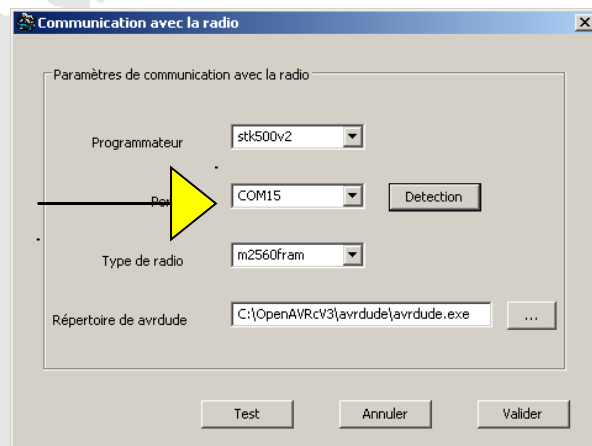 Communication avec la radio
Paramètres de communication avec la radio
Programmateur stk500v2
COM15 Detection
Type de radio m2560fram
Répertoire de avrdude C:\OpenAVRcV3\avrdude\avrdude.exe ...
Test Annuler Valider